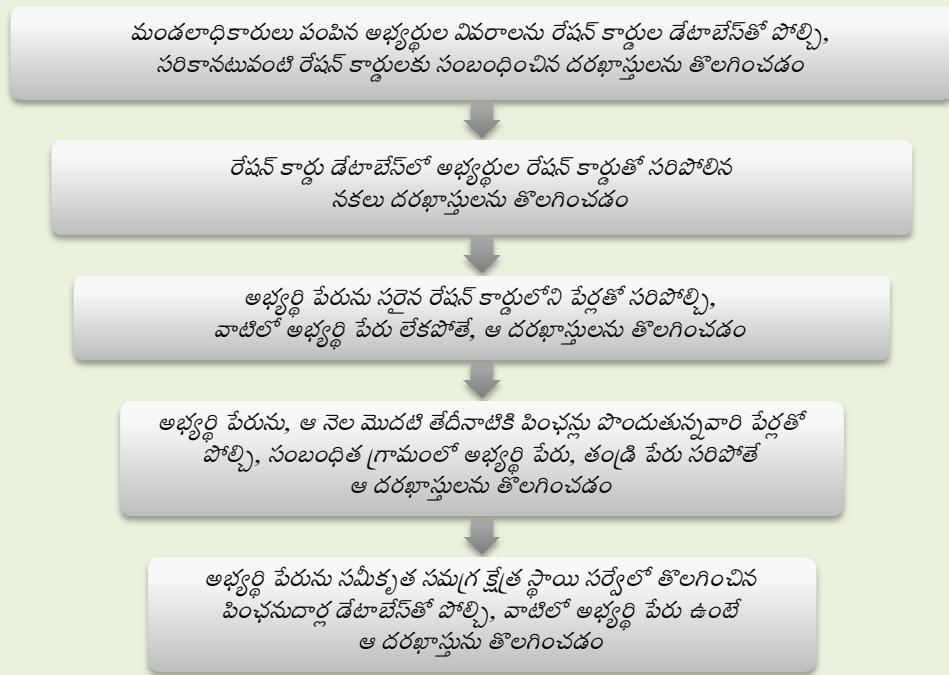 మండలాధికారులు పంపిన అభ్యర్థుల వివరాలను రేషన్ కార్డుల డేటాబేస్‌తో పోల్చి,
సరికానటువంటి రేషన్ కార్డులకు సంబంధించిన దరఖాస్తులను తొలగించడం
రేషన్ కార్డు డేటాబేస్‌లో అభ్యర్థుల రేషన్ కార్డుతో సరిపోలిన
నకలు దరఖాస్తులను తొలగించడం
అభ్యర్థి పేరును సరైన రేషన్ కార్డులోని పేర్లతో సరిపోల్చి,
వాటిలో అభ్యర్థి పేరు లేకపోతే, ఆ దరఖాస్తులను తొలగించడం
అభ్యర్థి పేరును, ఆ నెల మొదటి తేదీనాటికి పింఛన్లు పొందుతున్నవారి పేర్లతో
పోల్చి, సంబంధిత గ్రామంలో అభ్యర్థి పేరు, తండ్రి పేరు సరిపోతే
ఆ దరఖాస్తులను తొలగించడం
అభ్యర్థి పేరును సమీకృత సమగ్ర క్షేత్ర స్థాయి సర్వేలో తొలగించిన
పింఛనుదార్ల డేటాబేస్‌తో పోల్చి, వాటిలో అభ్యర్థి పేరు ఉంటే
ఆ దరఖాస్తును తొలగించడం